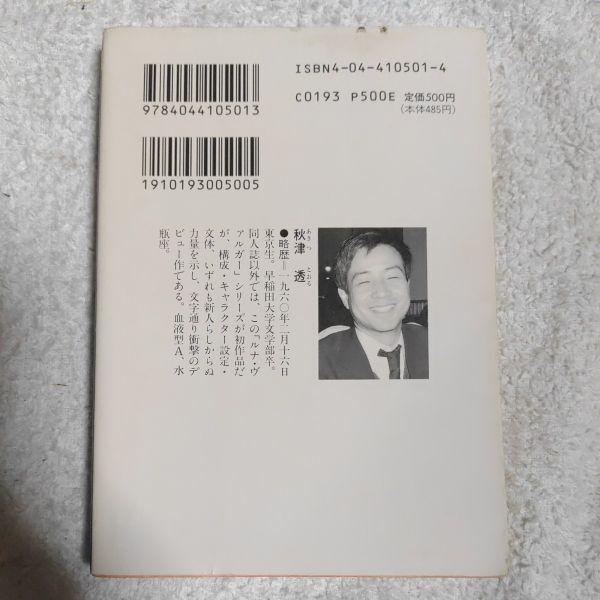 ISBN4-04-410501-4
C0193 P500E 定価500円
(本体485円)
9784044105013
1910193005005
あきつ とおる
秋津 透
●略歴=一九六〇年二月十六日
東京生。早稲田大学文学部卒。
同人誌以外では、この『ルナ・ヴ
ァルガー』シリーズが初作品だ
が、構成・キャラクター設定・
文体、いずれも新人らしからぬ
力量を示し、文字通り衝撃のデ
ビュー作である。血液型A、水
瓶座。